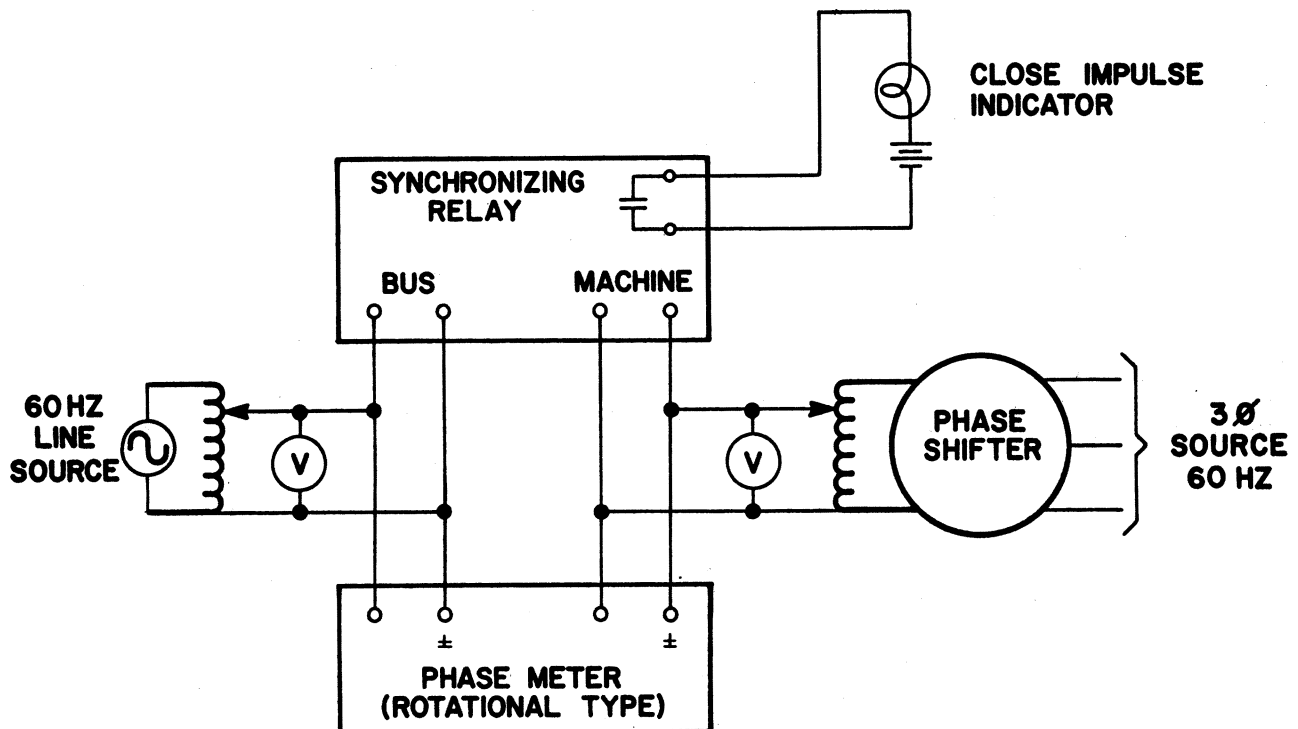 CLOSE IMPULSE
INDICATOR
SYNCHRONIZING
RELAY
BUS
MACHINE
60 HZ
LINE
SOURCE
V
V
PHASE
SHIFTER
3Ø
SOURCE
60 HZ
±
±
PHASE METER
(ROTATIONAL TYPE)